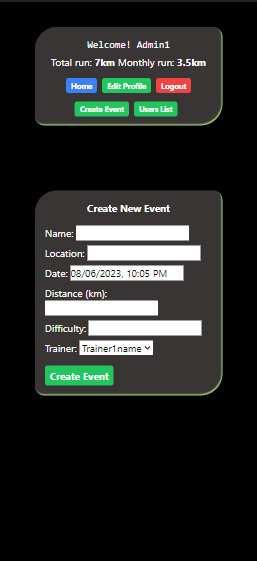 Welcome! Admin1
Total run: 7km Monthly run: 3.5km
Home Edit Profile Logout
Create Event Users List
Create New Event
Name:
Location:
Date: 08/06/2023, 10:05 PM
Distance (km):
Difficulty:
Trainer: Trainer1name
Create Event